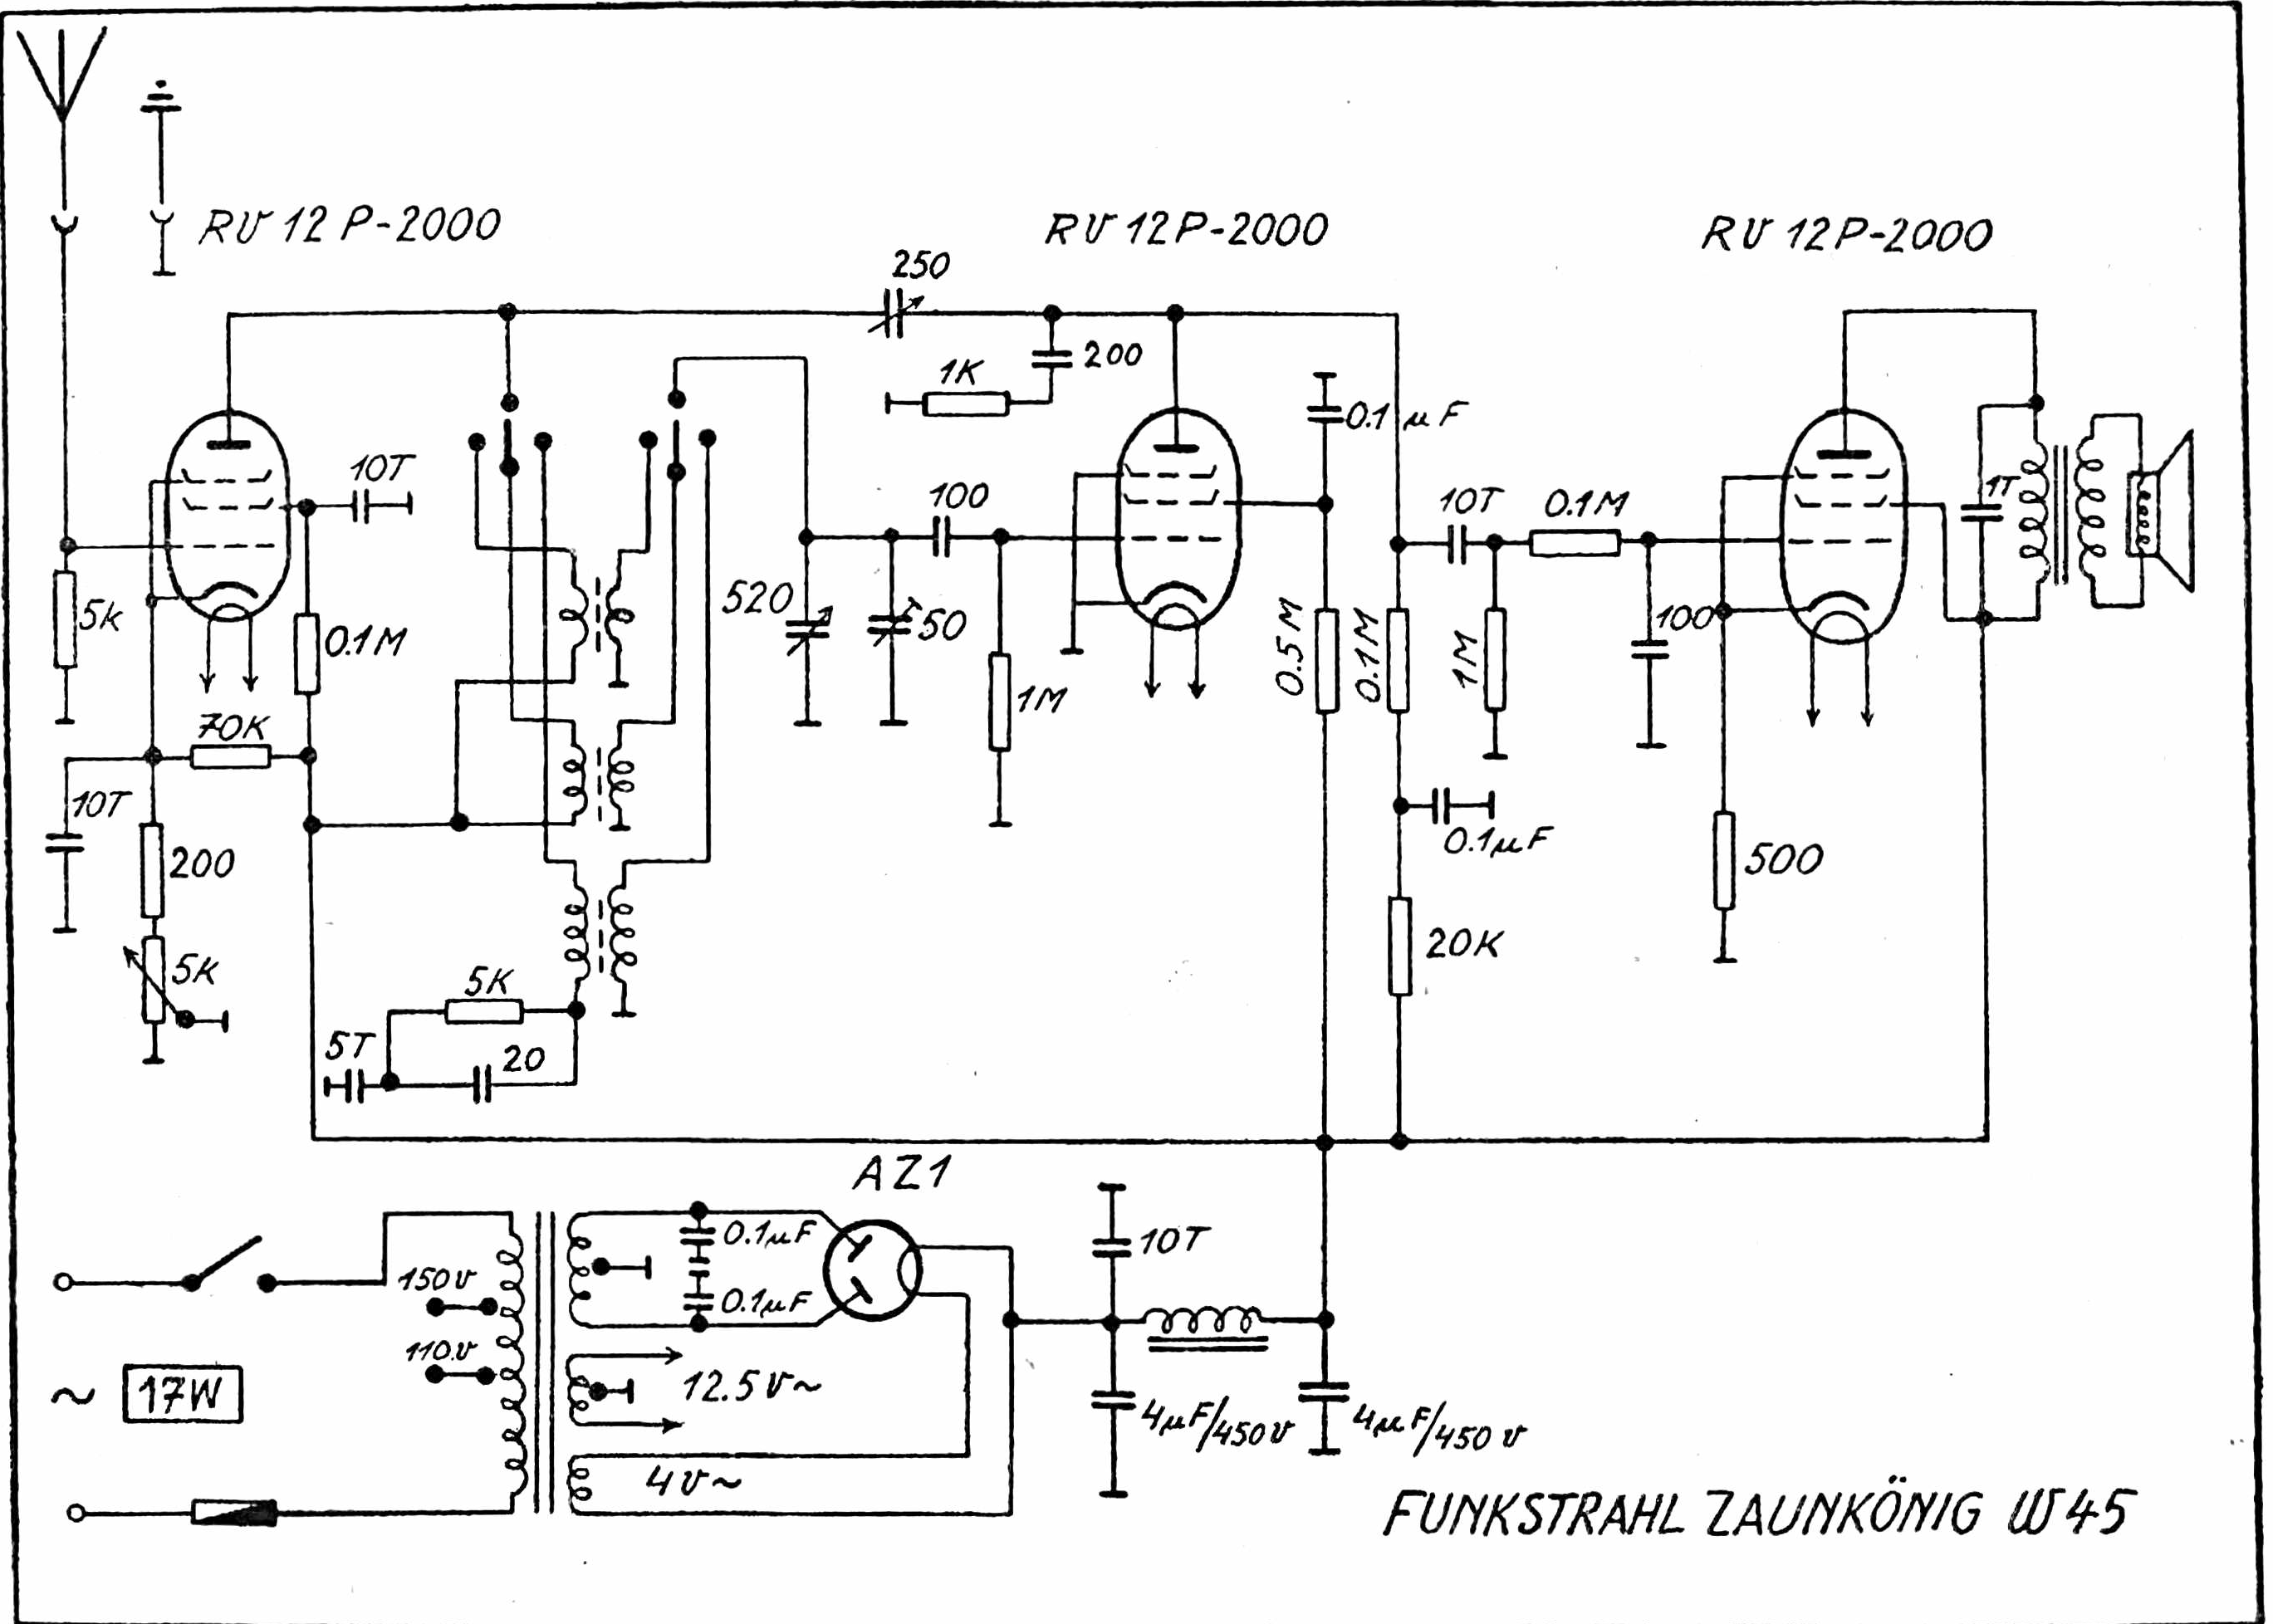 RV 12 P-2000
RV 12P-2000
RV 12P-2000
250
200
1K
0.1 µF
10T
100
10T
0.1M
1T
5k
0.1M
520
50
0.5M
0.1M
1M
100
1M
70K
10T
200
0.1µF
500
5K
20K
5K
5T
20
AZ1
0.1µF
10T
150V
0.1µF
110V
12.5V~
~
17W
4µF/450V
4µF/450V
4V~
FUNKSTRAHL ZAUNKÖNIG W45